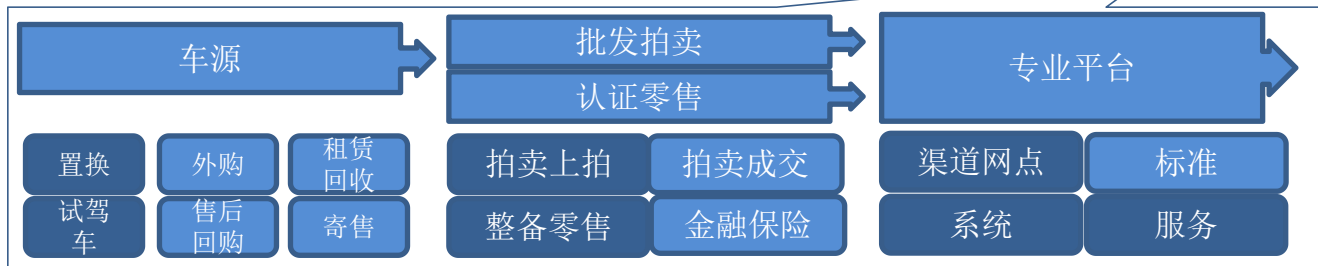 车源
批发拍卖
认证零售
专业平台
置换
外购
租赁
回收
试驾
车
售后
回购
寄售
拍卖上拍
拍卖成交
整备零售
金融保险
渠道网点
标准
系统
服务